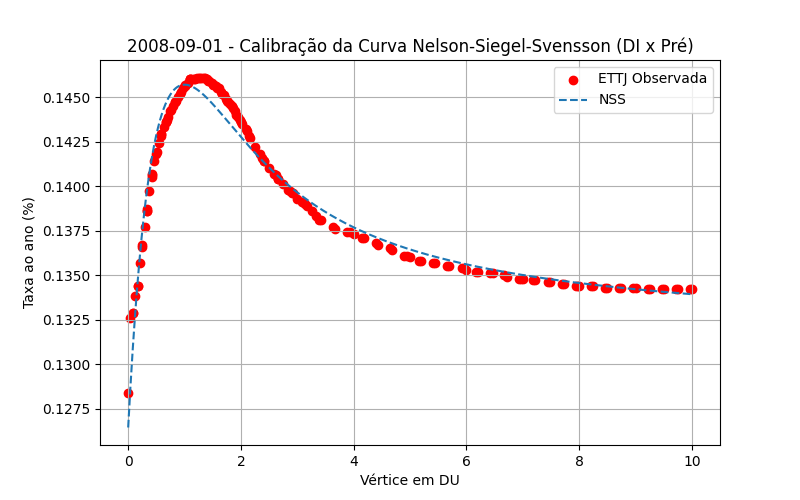 2008-09-01 - Calibração da Curva Nelson-Siegel-Svensson (DI x Pré)
ETTJ Observada
NSS
Taxa ao ano (%)
0.1450
0.1425
0.1400
0.1375
0.1350
0.1325
0.1300
0.1275
0 2 4 6 8 10
Vértice em DU